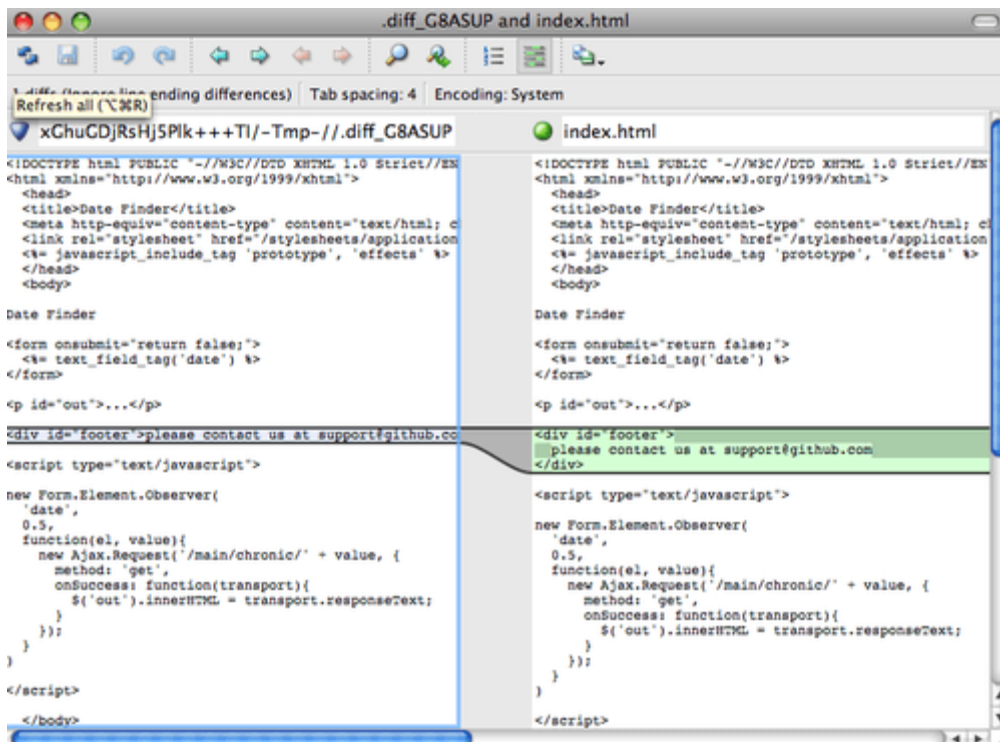 .diff_G8ASUP and index.html
1 diffs (Ignore line ending differences) Tab spacing: 4 Encoding: System
Refresh all (⌥⌘R)
xGhuGDjRsHj5Plk+++TI/-Tmp-//.diff_G8ASUP
<!DOCTYPE html PUBLIC "-//W3C//DTD XHTML 1.0 Strict//EN
<html xmlns="http://www.w3.org/1999/xhtml">
<head>
<title>Date Finder</title>
<meta http-equiv="content-type" content="text/html; c
<link rel="stylesheet" href="/stylesheets/application
<%= javascript_include_tag 'prototype', 'effects' %>
</head>
<body>
Date Finder
<form onsubmit="return false;">
<%= text_field_tag('date') %>
</form>
<p id="out">...</p>
<div id="footer">please contact us at support@github.co
<script type="text/javascript">
new Form.Element.Observer(
'date',
0.5,
function(el, value){
new Ajax.Request('/main/chronic/' + value, {
method: 'get',
onSuccess: function(transport){
$('out').innerHTML = transport.responseText;
}
});
}
)
</script>
</body>
index.html
<!DOCTYPE html PUBLIC "-//W3C//DTD XHTML 1.0 Strict//EN
<html xmlns="http://www.w3.org/1999/xhtml">
<head>
<title>Date Finder</title>
<meta http-equiv="content-type" content="text/html; c
<link rel="stylesheet" href="/stylesheets/application
<%= javascript_include_tag 'prototype', 'effects' %>
</head>
<body>
Date Finder
<form onsubmit="return false;">
<%= text_field_tag('date') %>
</form>
<p id="out">...</p>
<div id="footer">
please contact us at support@github.com
</div>
<script type="text/javascript">
new Form.Element.Observer(
'date',
0.5,
function(el, value){
new Ajax.Request('/main/chronic/' + value, {
method: 'get',
onSuccess: function(transport){
$('out').innerHTML = transport.responseText;
}
});
}
)
</script>